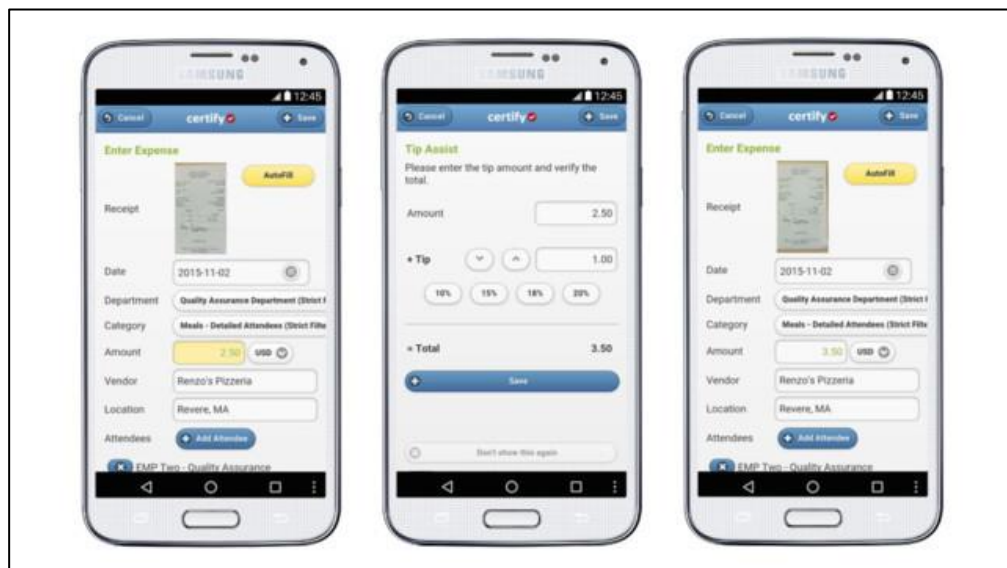 SAMSUNG
12:45
Cancel
certify
Save
Enter Expense
AutoFill
Receipt
Date
2015-11-02
Department
Quality Assurance Department (Strict F
Category
Meals - Detailed Attendees (Strict Filte
Amount
2.50
USD
Vendor
Renzo's Pizzeria
Location
Revere, MA
Attendees
Add Attendee
EMP Two - Quality Assurance
SAMSUNG
12:45
Cancel
certify
Save
Tip Assist
Please enter the tip amount and verify the
total.
Amount
2.50
+ Tip
1.00
10%
15%
18%
20%
= Total
3.50
Save
Don't show this again
SAMSUNG
12:45
Cancel
certify
Save
Enter Expense
AutoFill
Receipt
Date
2015-11-02
Department
Quality Assurance Department (Strict F
Category
Meals - Detailed Attendees (Strict Filte
Amount
3.50
USD
Vendor
Renzo's Pizzeria
Location
Revere, MA
Attendees
Add Attendee
EMP Two - Quality Assurance